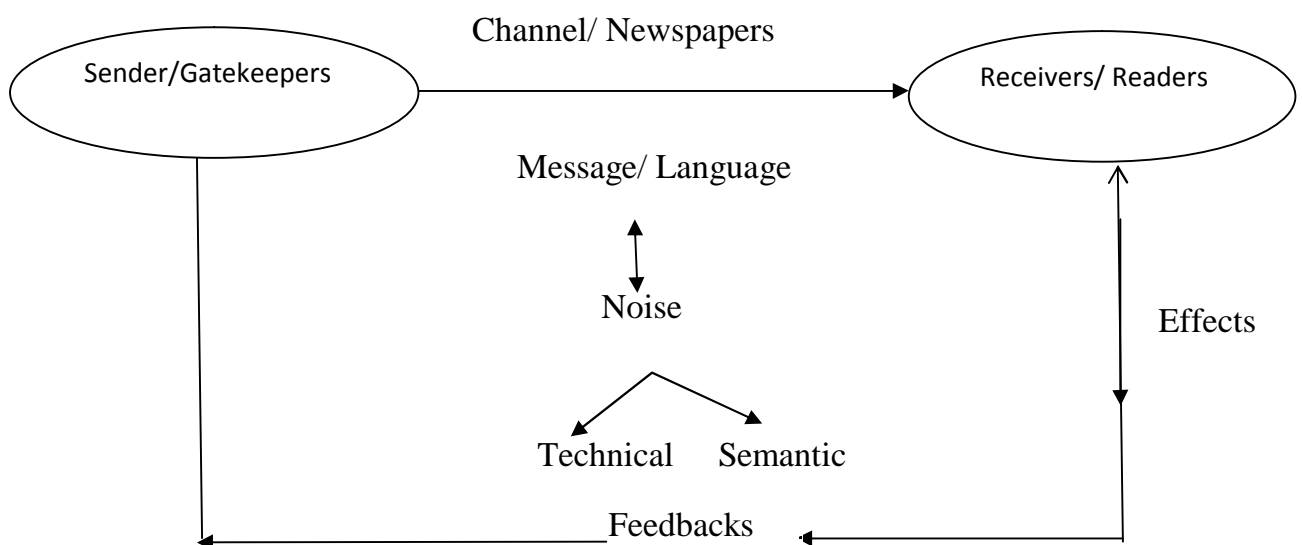 Channel/ Newspapers
Sender/Gatekeepers
Receivers/ Readers
Message/ Language
Noise
Effects
Technical
Semantic
Feedbacks